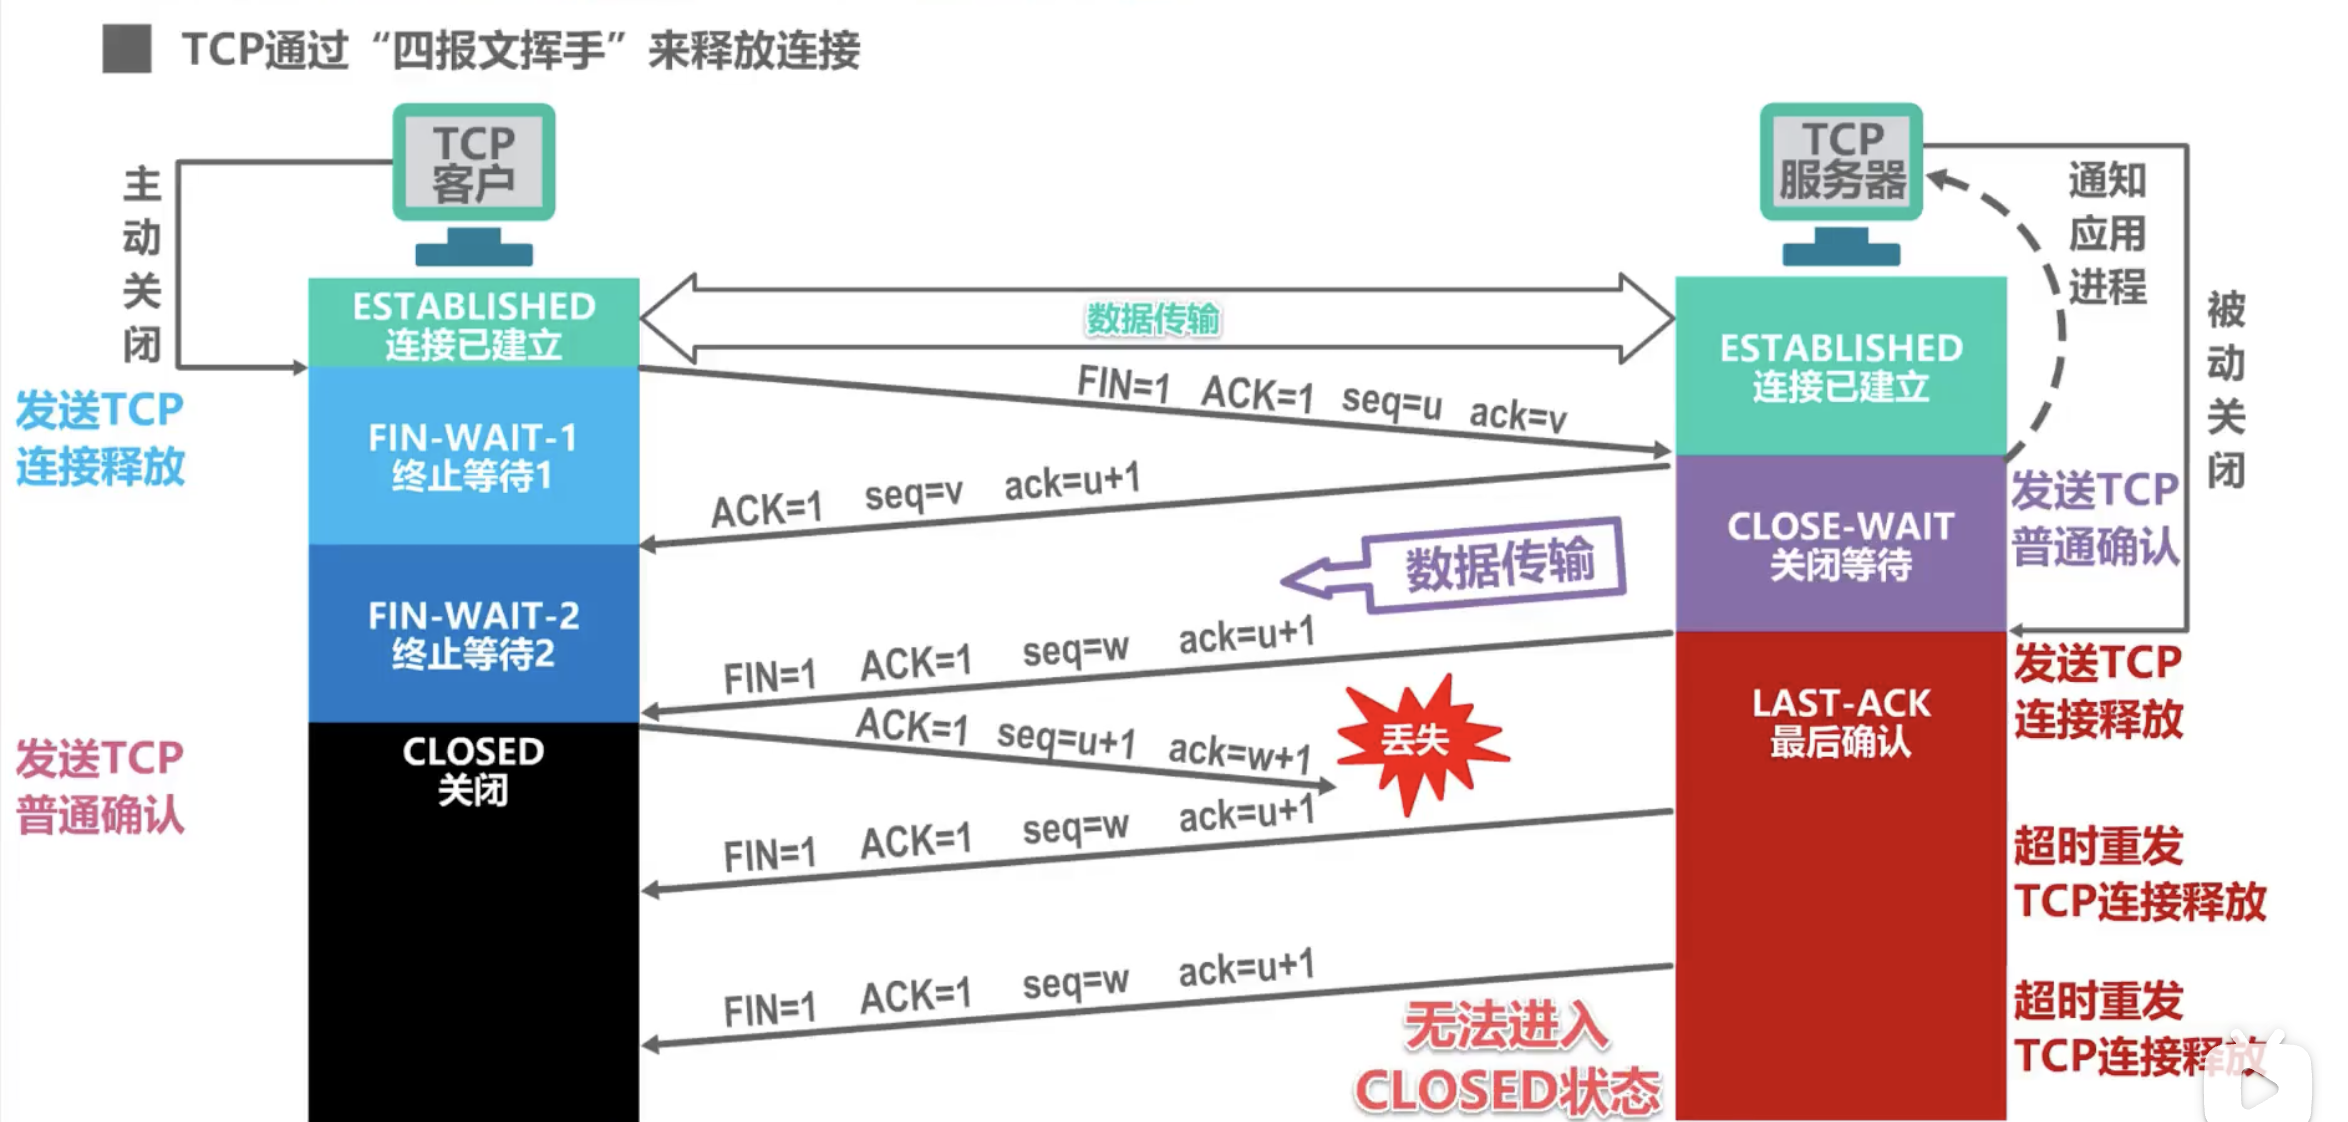 TCP通过“四报文挥手”来释放连接
TCP
客户
TCP
服务器
主
动
关
闭
通知
应用
进程
被
动
关
闭
ESTABLISHED
连接已建立
数据传输
ESTABLISHED
连接已建立
FIN=1 ACK=1 seq=u ack=v
发送TCP
连接释放
FIN-WAIT-1
终止等待1
ACK=1 seq=v ack=u+1
CLOSE-WAIT
关闭等待
发送TCP
普通确认
数据传输
FIN-WAIT-2
终止等待2
FIN=1 ACK=1 seq=w ack=u+1
LAST-ACK
最后确认
发送TCP
连接释放
发送TCP
普通确认
CLOSED
关闭
ACK=1 seq=u+1 ack=w+1
丢失
FIN=1 ACK=1 seq=w ack=u+1
超时重发
TCP连接释放
FIN=1 ACK=1 seq=w ack=u+1
无法进入
CLOSED状态
超时重发
TCP连接释放